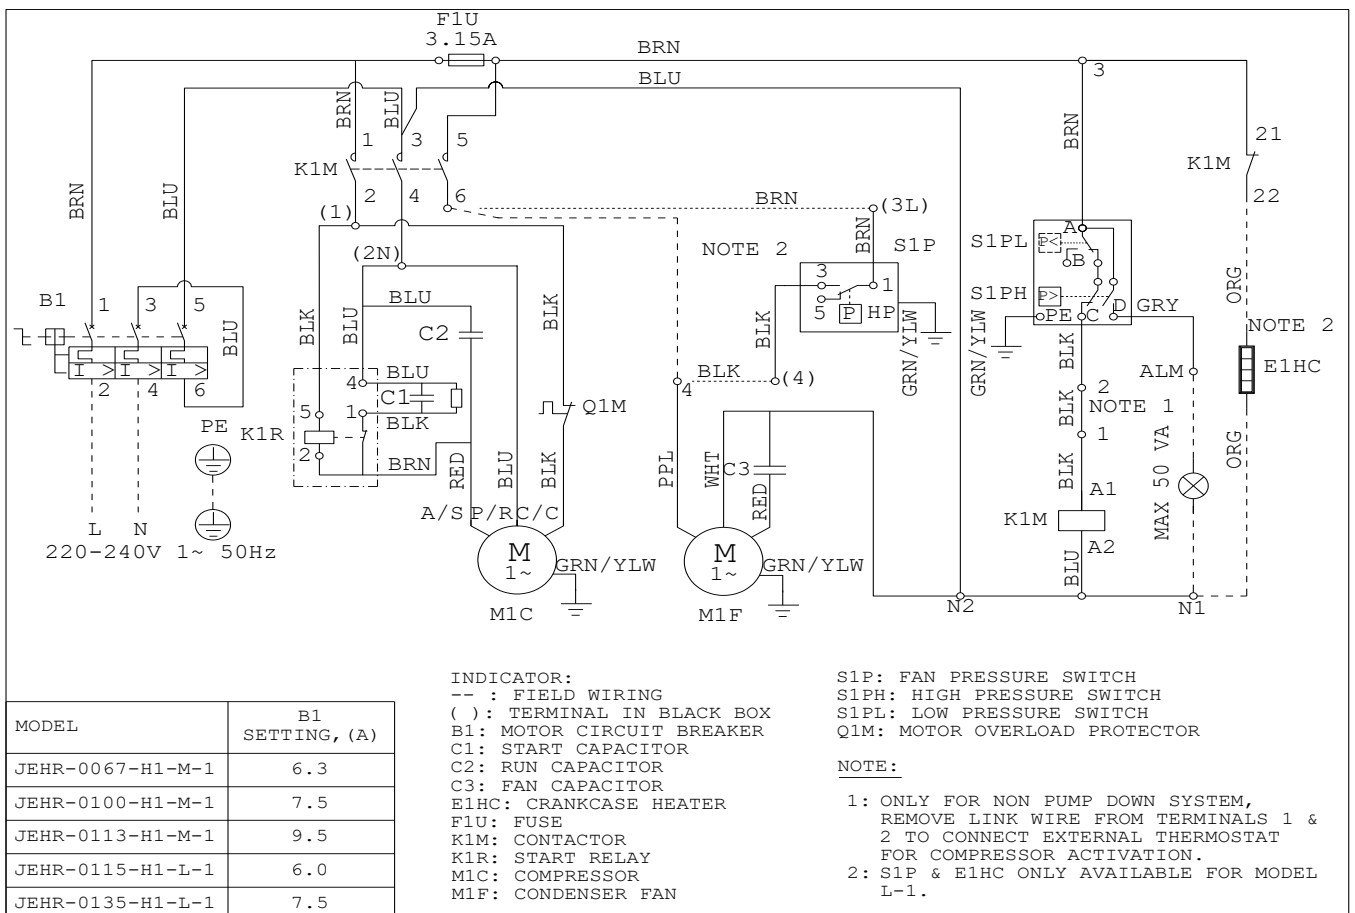 F1U
3.15A
BRN
BLU
3
BRN
BLU
1 3 5
BRN
21
K1M
K1M
2 4 6
22
BRN
BLU
(1)
BRN
(3L)
A
(2N)
NOTE 2
BRN
S1P
S1PL
P<
B
3
1
B1
1 3 5
BLU
BLU
C2
BLK
BLK
BLU
5
P
HP
S1PH
P>
D
GRY
ORG
PE
C
NOTE 2
BLK
GRN/YLW
GRN/YLW
BLK
I > I > I >
2 4 6
BLU
4
C1
BLK
4
(4)
2
ALM
E1HC
NOTE 1
5
1
BLK
Q1M
BLK
PE
K1R
1
2
BRN
RED
BLU
BLK
PPL
WHT
C3
RED
BLK
MAX 50 VA
ORG
A/S P/R C/C
A1
K1M
A2
L N
220-240V 1~ 50Hz
M
1~
GRN/YLW
M
1~
GRN/YLW
BLU
M1C
M1F
N2
N1
INDICATOR:
-- : FIELD WIRING
( ): TERMINAL IN BLACK BOX
B1: MOTOR CIRCUIT BREAKER
C1: START CAPACITOR
C2: RUN CAPACITOR
C3: FAN CAPACITOR
E1HC: CRANKCASE HEATER
F1U: FUSE
K1M: CONTACTOR
K1R: START RELAY
M1C: COMPRESSOR
M1F: CONDENSER FAN
S1P: FAN PRESSURE SWITCH
S1PH: HIGH PRESSURE SWITCH
S1PL: LOW PRESSURE SWITCH
Q1M: MOTOR OVERLOAD PROTECTOR
NOTE:
1: ONLY FOR NON PUMP DOWN SYSTEM,
REMOVE LINK WIRE FROM TERMINALS 1 &
2 TO CONNECT EXTERNAL THERMOSTAT
FOR COMPRESSOR ACTIVATION.
2: S1P & E1HC ONLY AVAILABLE FOR MODEL
L-1.
MODEL B1
SETTING,(A)
JEHR-0067-H1-M-1 6.3
JEHR-0100-H1-M-1 7.5
JEHR-0113-H1-M-1 9.5
JEHR-0115-H1-L-1 6.0
JEHR-0135-H1-L-1 7.5